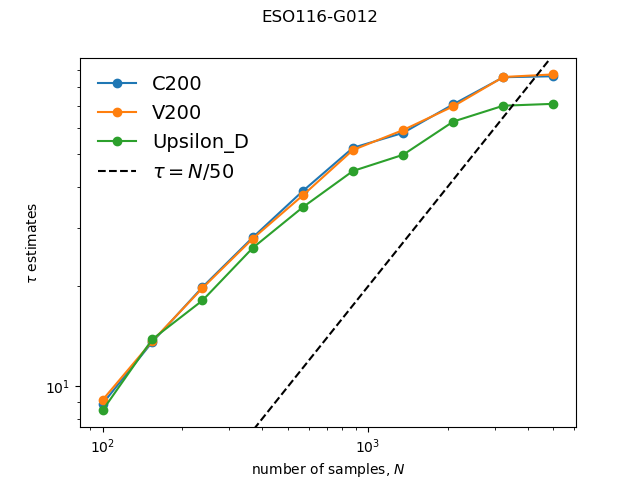 ESO116-G012
C200
V200
Upsilon_D
τ = N/50
τ estimates
10¹
10² 10³
number of samples, N